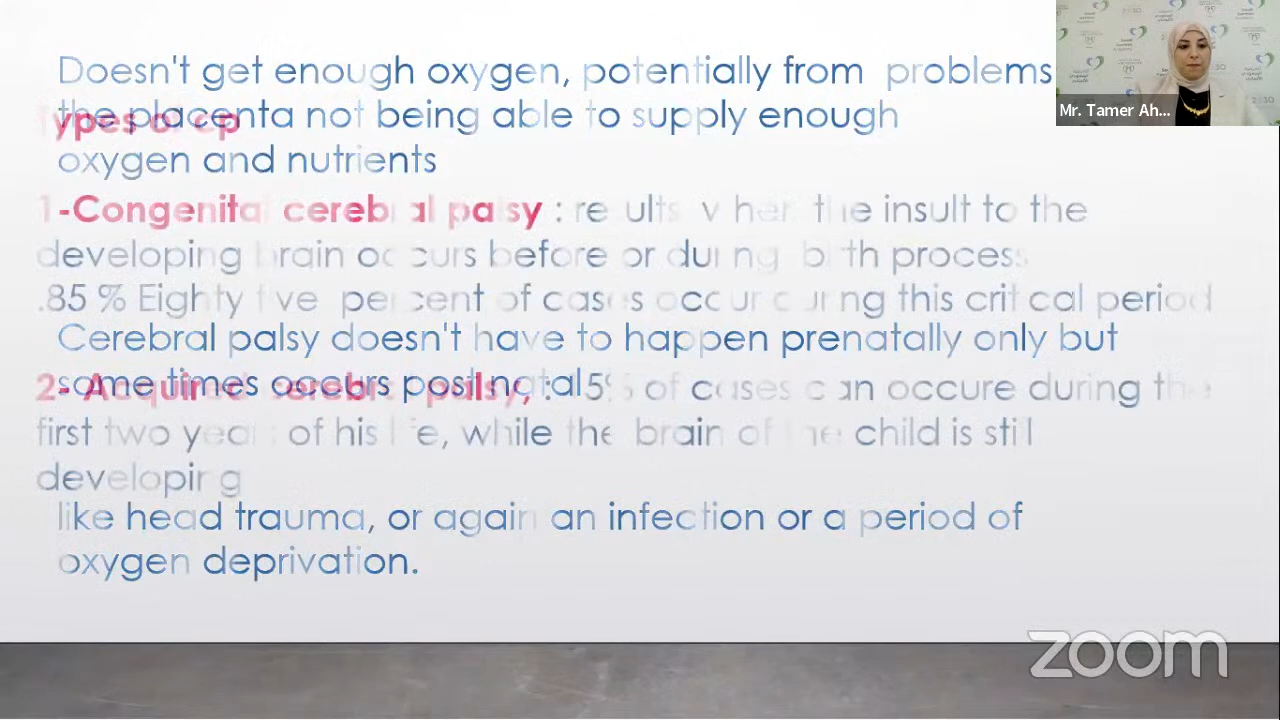 Doesn't get enough oxygen, potentially from problems
the placenta not being able to supply enough
oxygen and nutrients
Types of cp
1-Congenital cerebral palsy : results when the insult to the
developing brain occurs before or during birth process
.85 % Eighty five percent of cases occur during this critical period
Cerebral palsy doesn't have to happen prenatally only but
some times occurs post natal
2- Acquired cerebral palsy, : 15% of cases can occure during the
first two years of his life, while the brain of the child is still
developing
like head trauma, or again an infection or a period of
oxygen deprivation.
Mr. Tamer Ah...
zoom